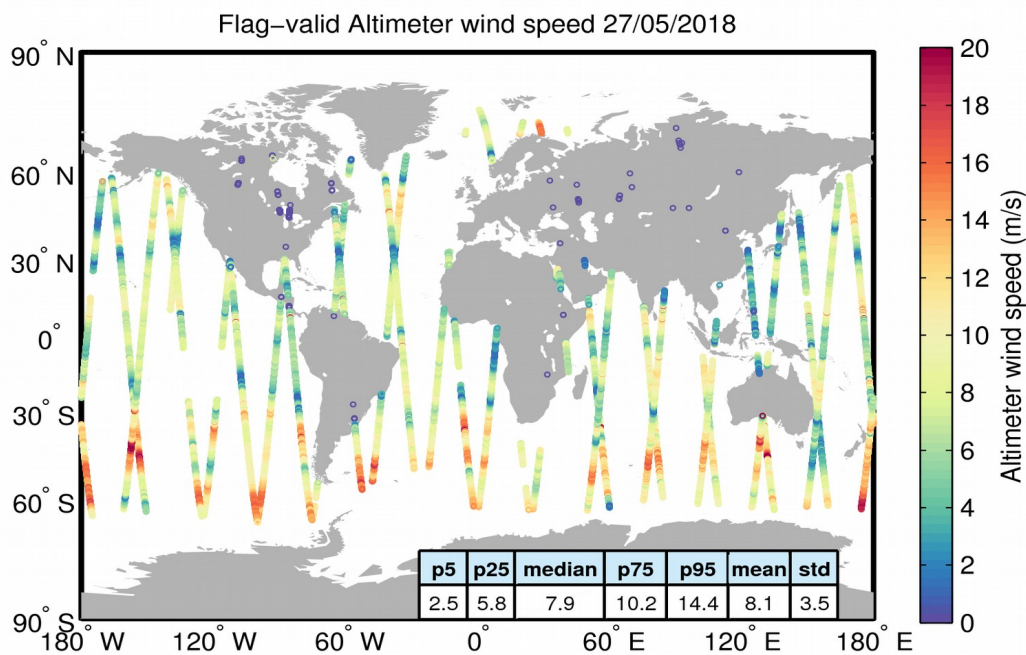 Flag-valid Altimeter wind speed 27/05/2018
90° N
60° N
30° N
0°
30° S
60° S
90° S
180° W
120° W
60° W
0°
60° E
120° E
180° E
p5 p25 median p75 p95 mean std
2.5 5.8 7.9 10.2 14.4 8.1 3.5
20
18
16
14
12
10
8
6
4
2
0
Altimeter wind speed (m/s)